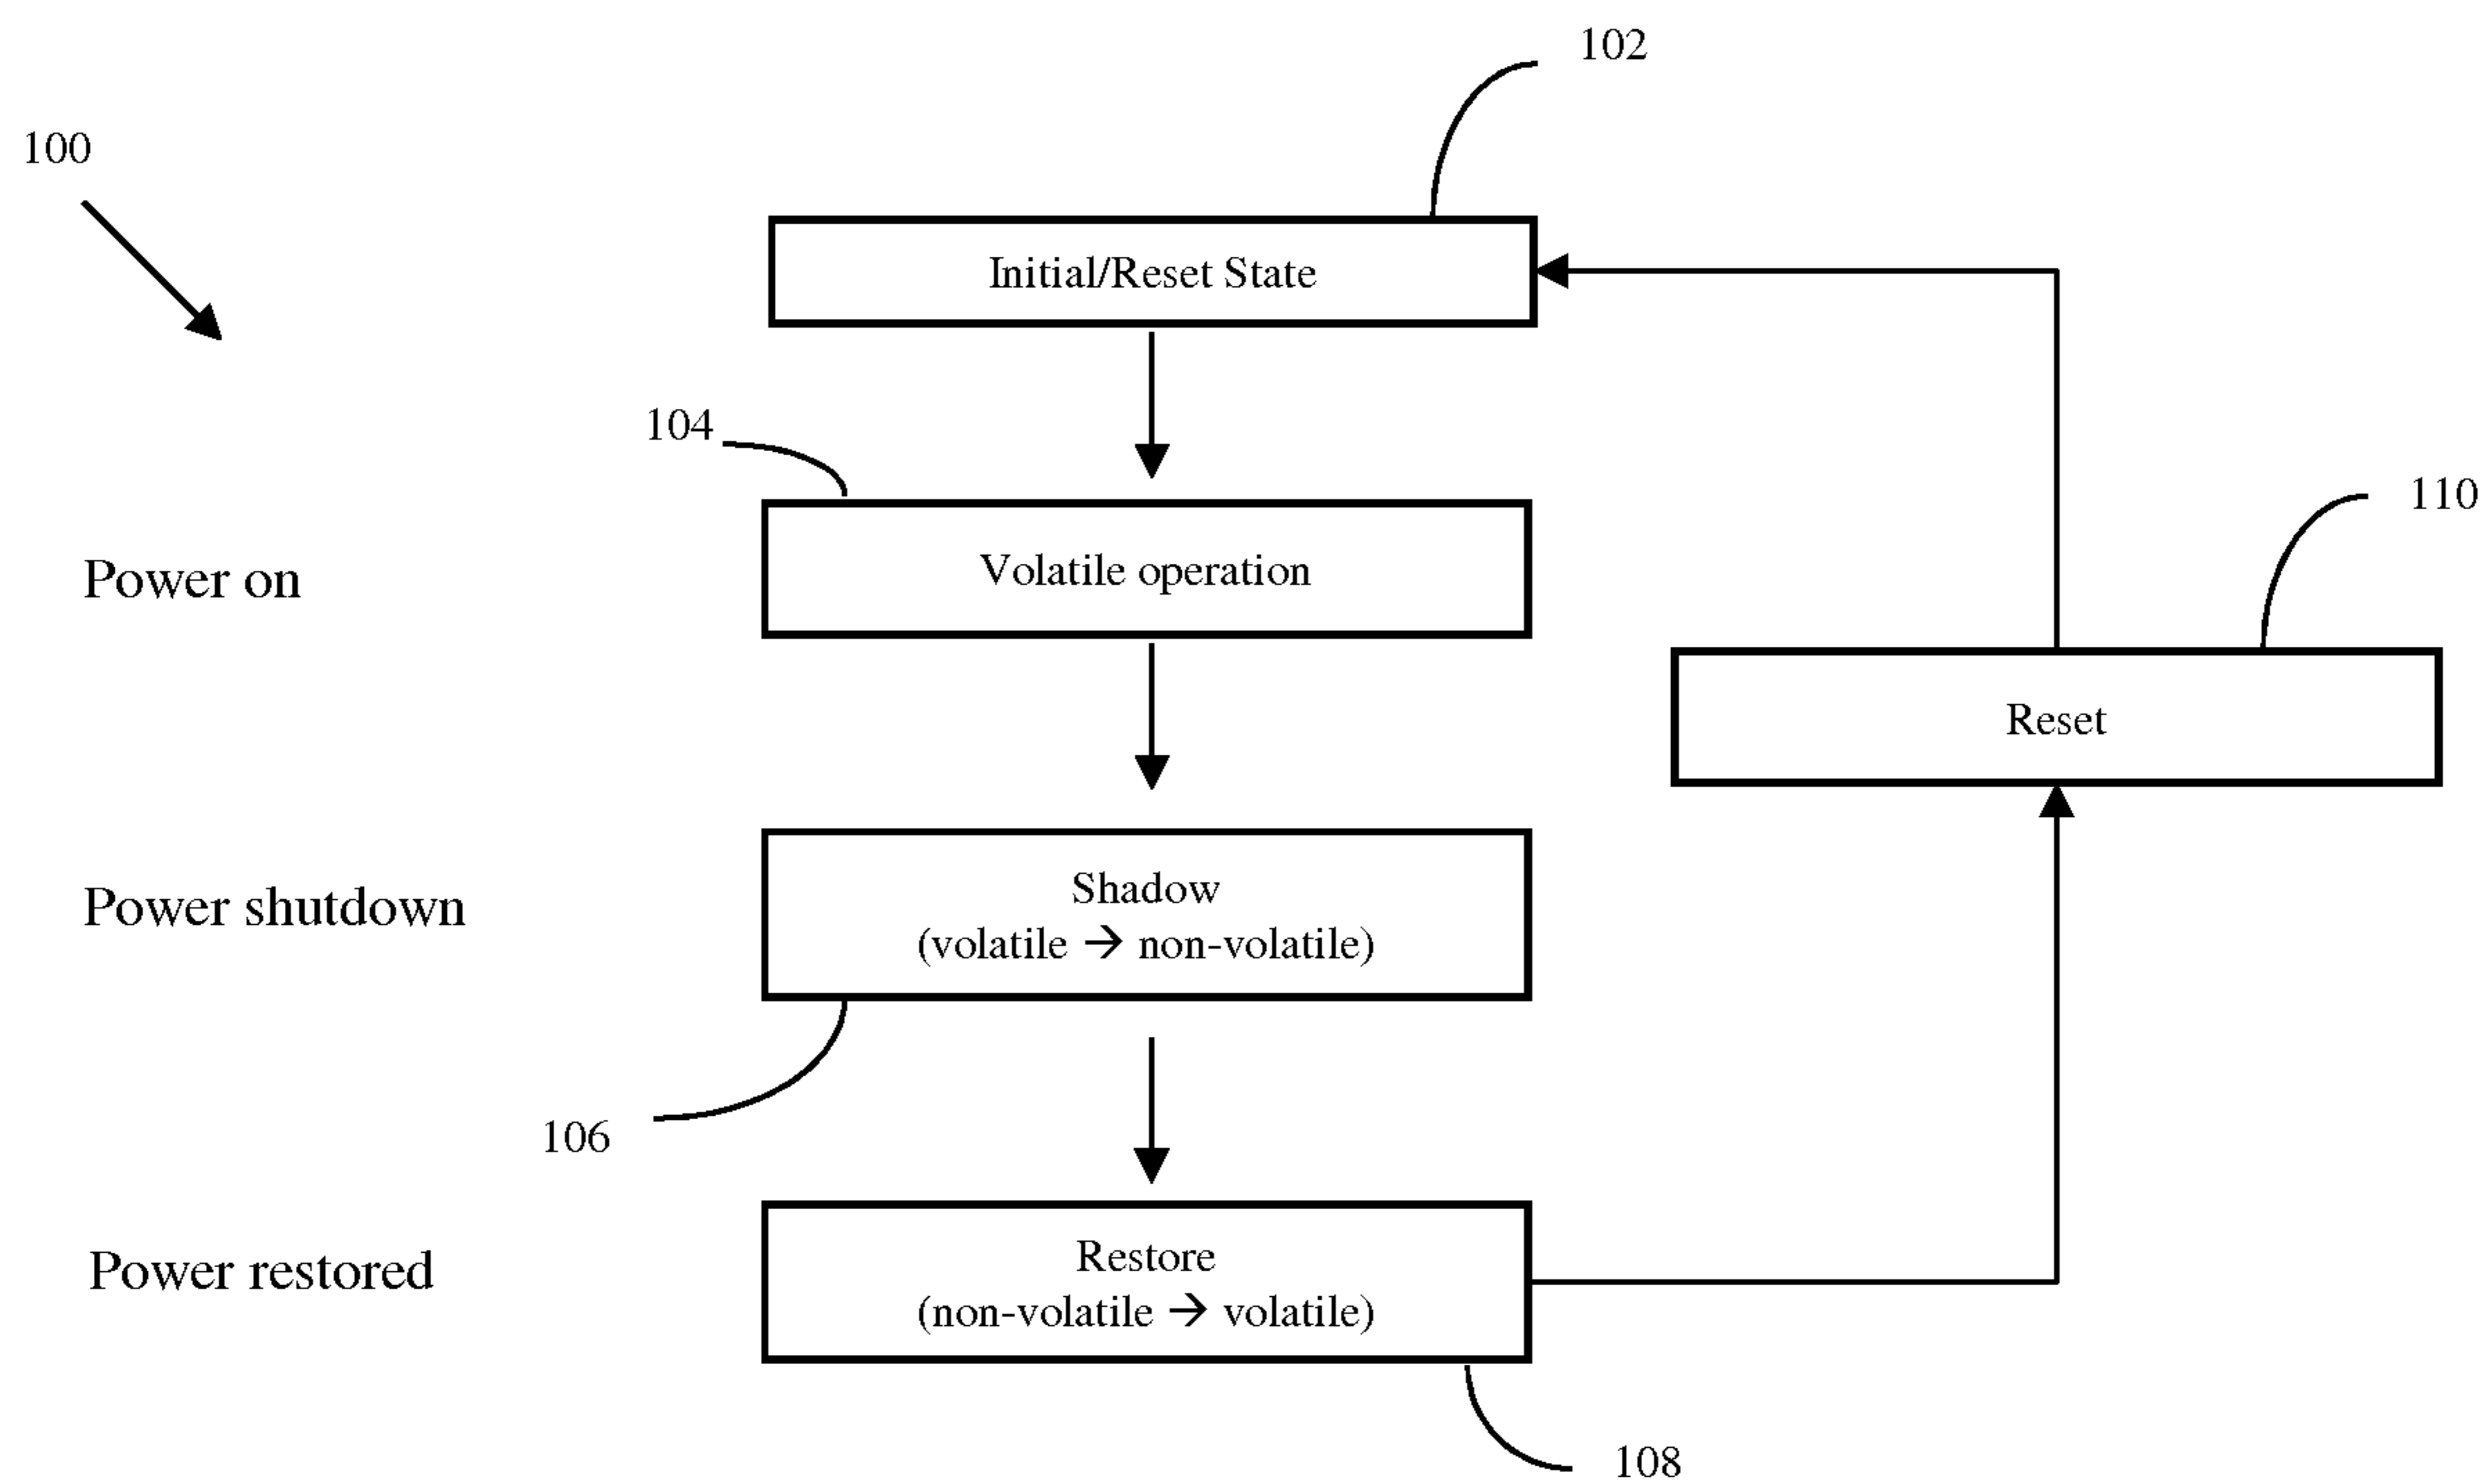 102
100
Initial/Reset State
104
110
Power on
Volatile operation
Reset
Power shutdown
Shadow
(volatile → non-volatile)
106
Power restored
Restore
(non-volatile → volatile)
108